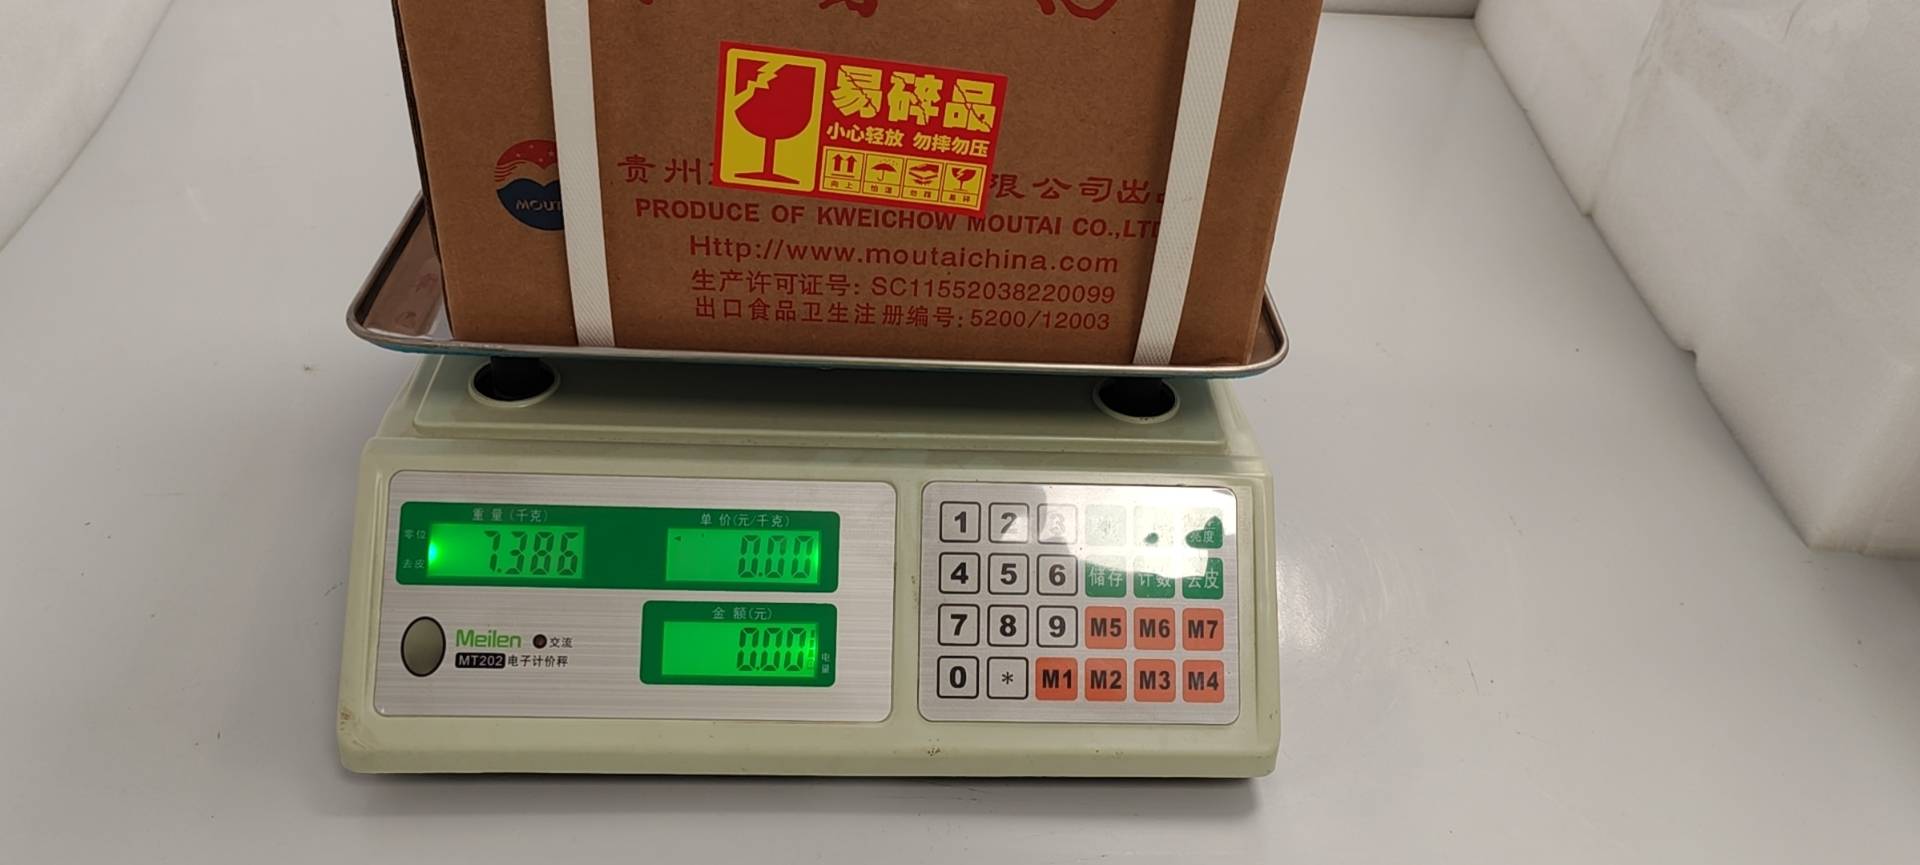 易碎品
小心轻放 勿摔勿压
向上 怕湿 勿踩 易碎
MOUT
贵州
限公司出
PRODUCE OF KWEICHOW MOUTAI CO.,LTD
Http://www.moutaichina.com
生产许可证号: SC11552038220099
出口食品卫生注册编号:5200/12003
重量(千克)
单价(元/千克)
零位
去皮
7.386
0.00
金额(元)
0.00
电量
Meilen
交流
MT202 电子计价秤
1 2 3
亮度
4 5 6 储存 计数 去皮
7 8 9 M5 M6 M7
0 * M1 M2 M3 M4